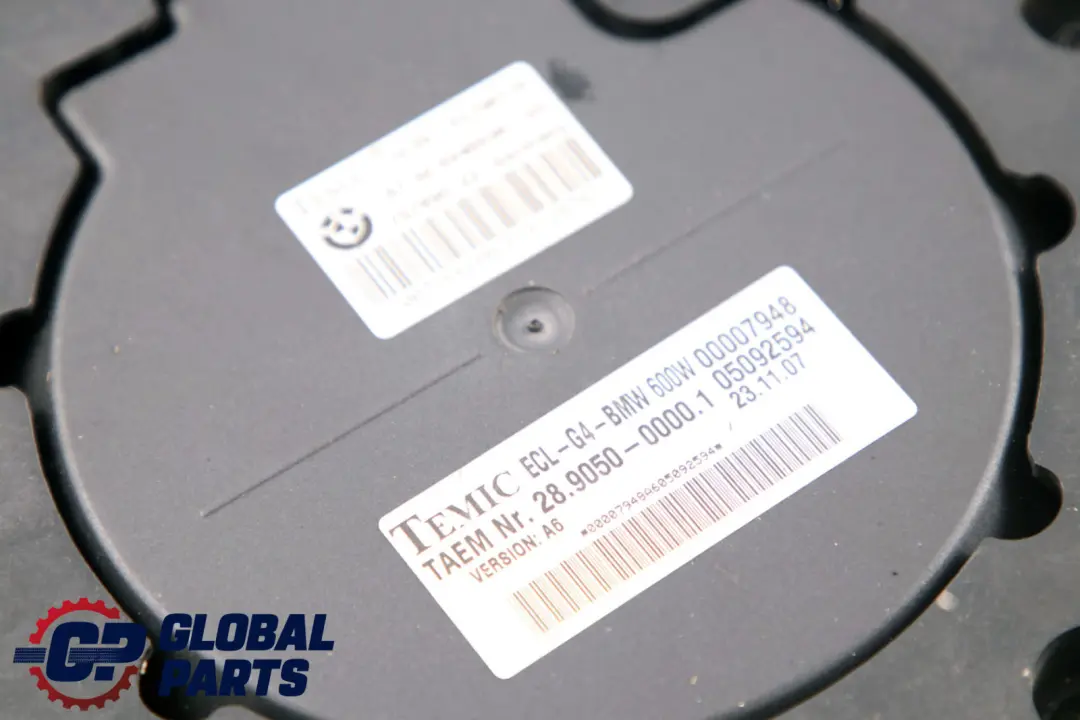 TEMIC ECL-G4-BMW 600W 00007948
TAEM Nr. 28.9050-0000.1 05092594
VERSION: A6 23.11.07
*00007948A605092594*
GLOBAL
PARTS